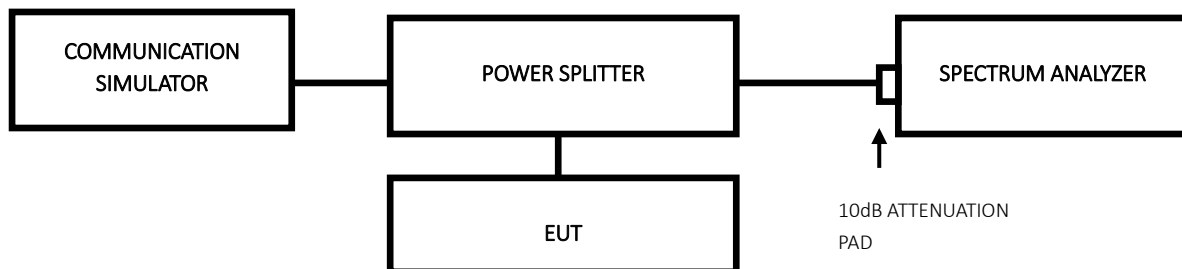 COMMUNICATION
SIMULATOR
POWER SPLITTER
SPECTRUM ANALYZER
EUT
10dB ATTENUATION
PAD